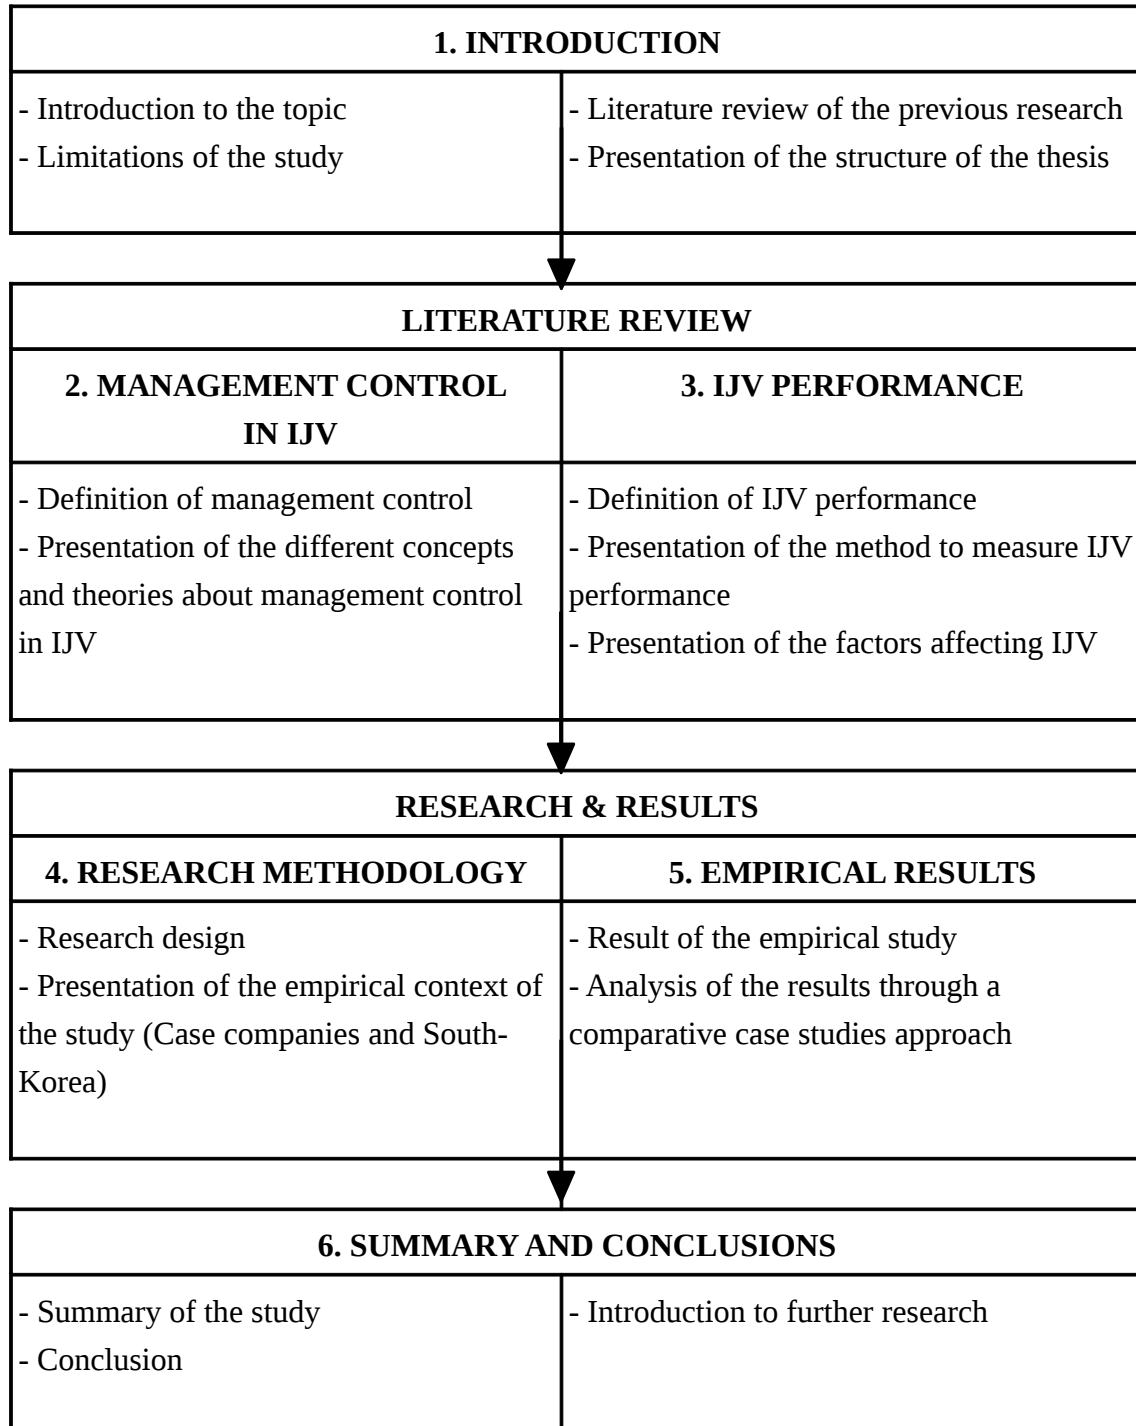 1. INTRODUCTION
- Introduction to the topic
- Limitations of the study
- Literature review of the previous research
- Presentation of the structure of the thesis
LITERATURE REVIEW
2. MANAGEMENT CONTROL
IN IJV
3. IJV PERFORMANCE
- Definition of management control
- Presentation of the different concepts
and theories about management control
in IJV
- Definition of IJV performance
- Presentation of the method to measure IJV
performance
- Presentation of the factors affecting IJV
RESEARCH & RESULTS
4. RESEARCH METHODOLOGY
5. EMPIRICAL RESULTS
- Research design
- Presentation of the empirical context of
the study (Case companies and South-
Korea)
- Result of the empirical study
- Analysis of the results through a
comparative case studies approach
6. SUMMARY AND CONCLUSIONS
- Summary of the study
- Conclusion
- Introduction to further research